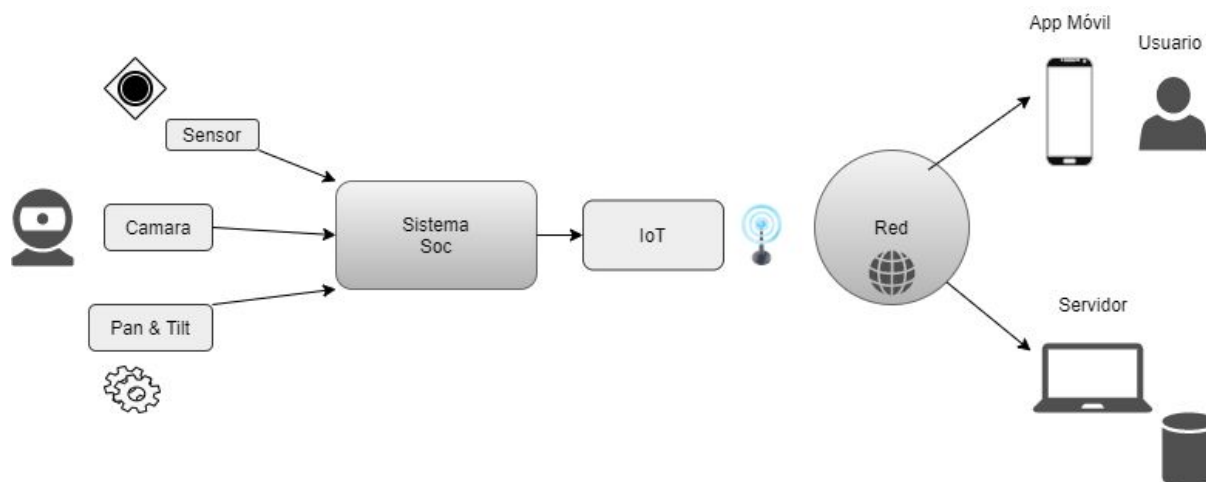 App Móvil
Usuario
Sensor
Camara
Sistema
Soc
IoT
Red
Pan & Tilt
Servidor